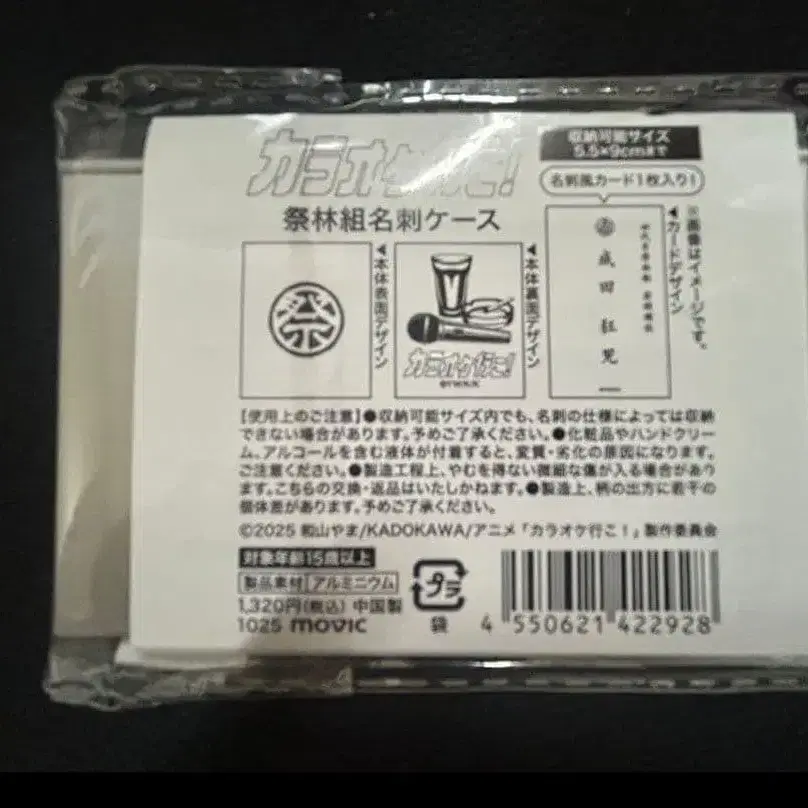 カラオケ行こ!
収納可能サイズ
5.5×9cmまで
名刺風カード1枚入り!
祭林組名刺ケース
◀本体表面デザイン
祭
◀本体裏面デザイン
カラオケ行こ!
◀カードデザイン
※画像はイメージです。
成田狂児
【使用上のご注意】●収納可能サイズ内でも、名刺の仕様によっては収納
できない場合があります。予めご了承ください。●化粧品やハンドクリー
ム、アルコールを含む液体が付着すると、変質・劣化の原因になります。
ご注意ください。●製造工程上、やむを得ない微細な傷が入る場合があり
ます。こちらの交換・返品はいたしかねます。●製造上、柄の出方に若干の
個体差があります。予めご了承ください。
©2025 和山やま/KADOKAWA/アニメ「カラオケ行こ!」製作委員会
対象年齢15歳以上
製品素材 アルミニウム
1,320円(税込) 中国製
1025 movic
プラ
袋
4 550621 422928